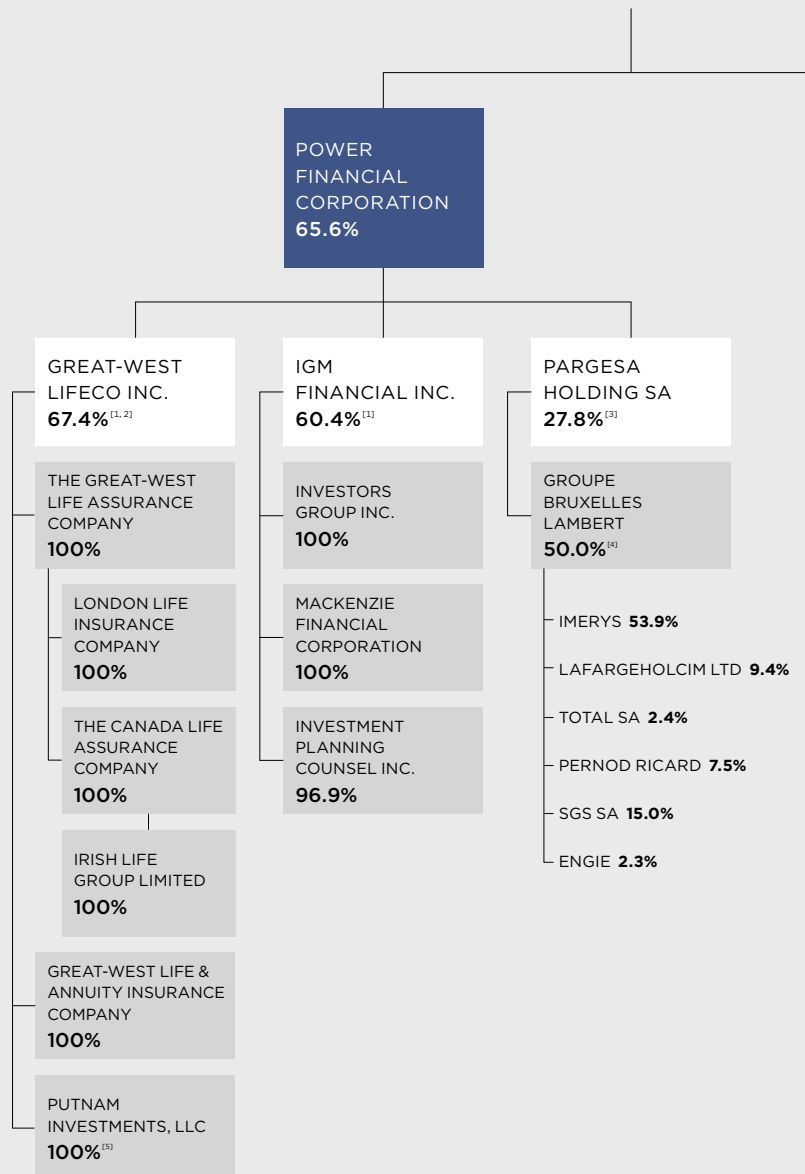 POWER
FINANCIAL
CORPORATION
65.6%
GREAT-WEST
LIFECO INC.
67.4% [1, 2]
THE GREAT-WEST
LIFE ASSURANCE
COMPANY
100%
LONDON LIFE
INSURANCE
COMPANY
100%
THE CANADA LIFE
ASSURANCE
COMPANY
100%
IRISH LIFE
GROUP LIMITED
100%
GREAT-WEST LIFE &
ANNUITY INSURANCE
COMPANY
100%
PUTNAM
INVESTMENTS, LLC
100% [5]
IGM
FINANCIAL INC.
60.4% [1]
INVESTORS
GROUP INC.
100%
MACKENZIE
FINANCIAL
CORPORATION
100%
INVESTMENT
PLANNING
COUNSEL INC.
96.9%
PARGESA
HOLDING SA
27.8% [3]
GROUPE
BRUXELLES
LAMBERT
50.0% [4]
IMERYS 53.9%
LAFARGEHOLCIM LTD 9.4%
TOTAL SA 2.4%
PERNOD RICARD 7.5%
SGS SA 15.0%
ENGIE 2.3%